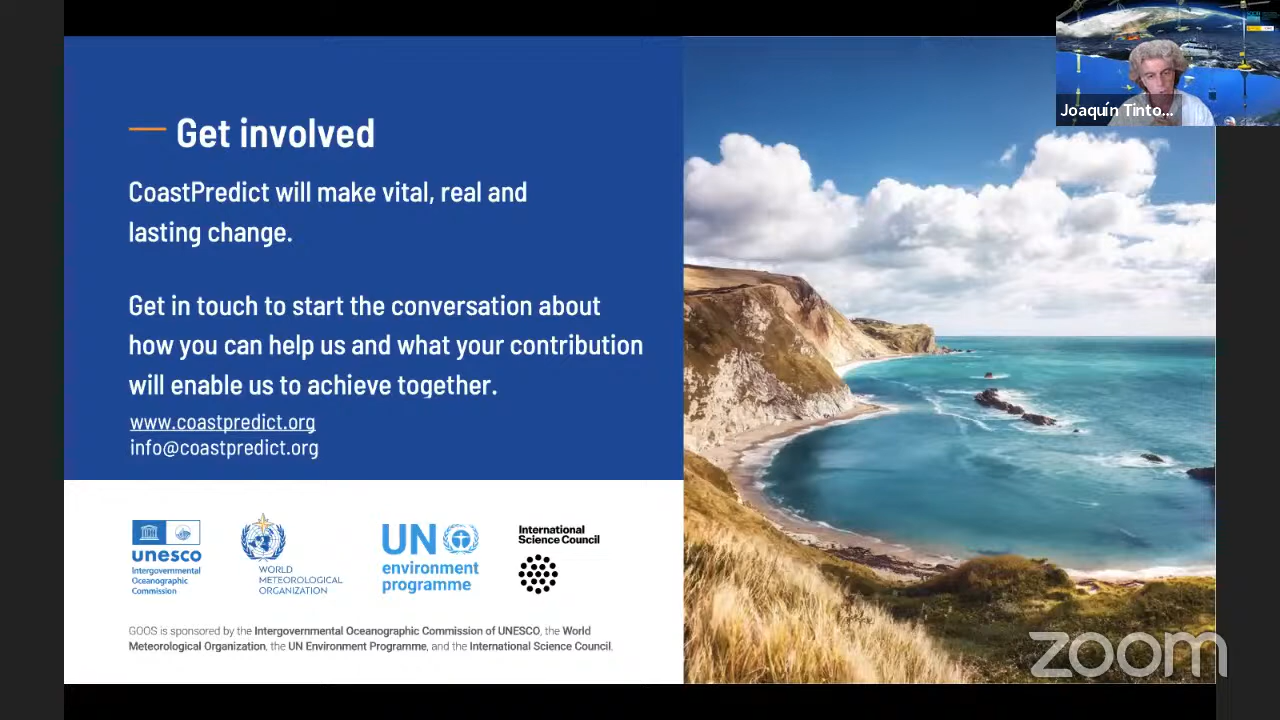 Joaquín Tinto...
Get involved
CoastPredict will make vital, real and
lasting change.
Get in touch to start the conversation about
how you can help us and what your contribution
will enable us to achieve together.
www.coastpredict.org
info@coastpredict.org
unesco
Intergovernmental
Oceanographic
Commission
WORLD
METEOROLOGICAL
ORGANIZATION
UN
environment
programme
International
Science Council
GOOS is sponsored by the Intergovernmental Oceanographic Commission of UNESCO, the World
Meteorological Organization, the UN Environment Programme, and the International Science Council.
zoom